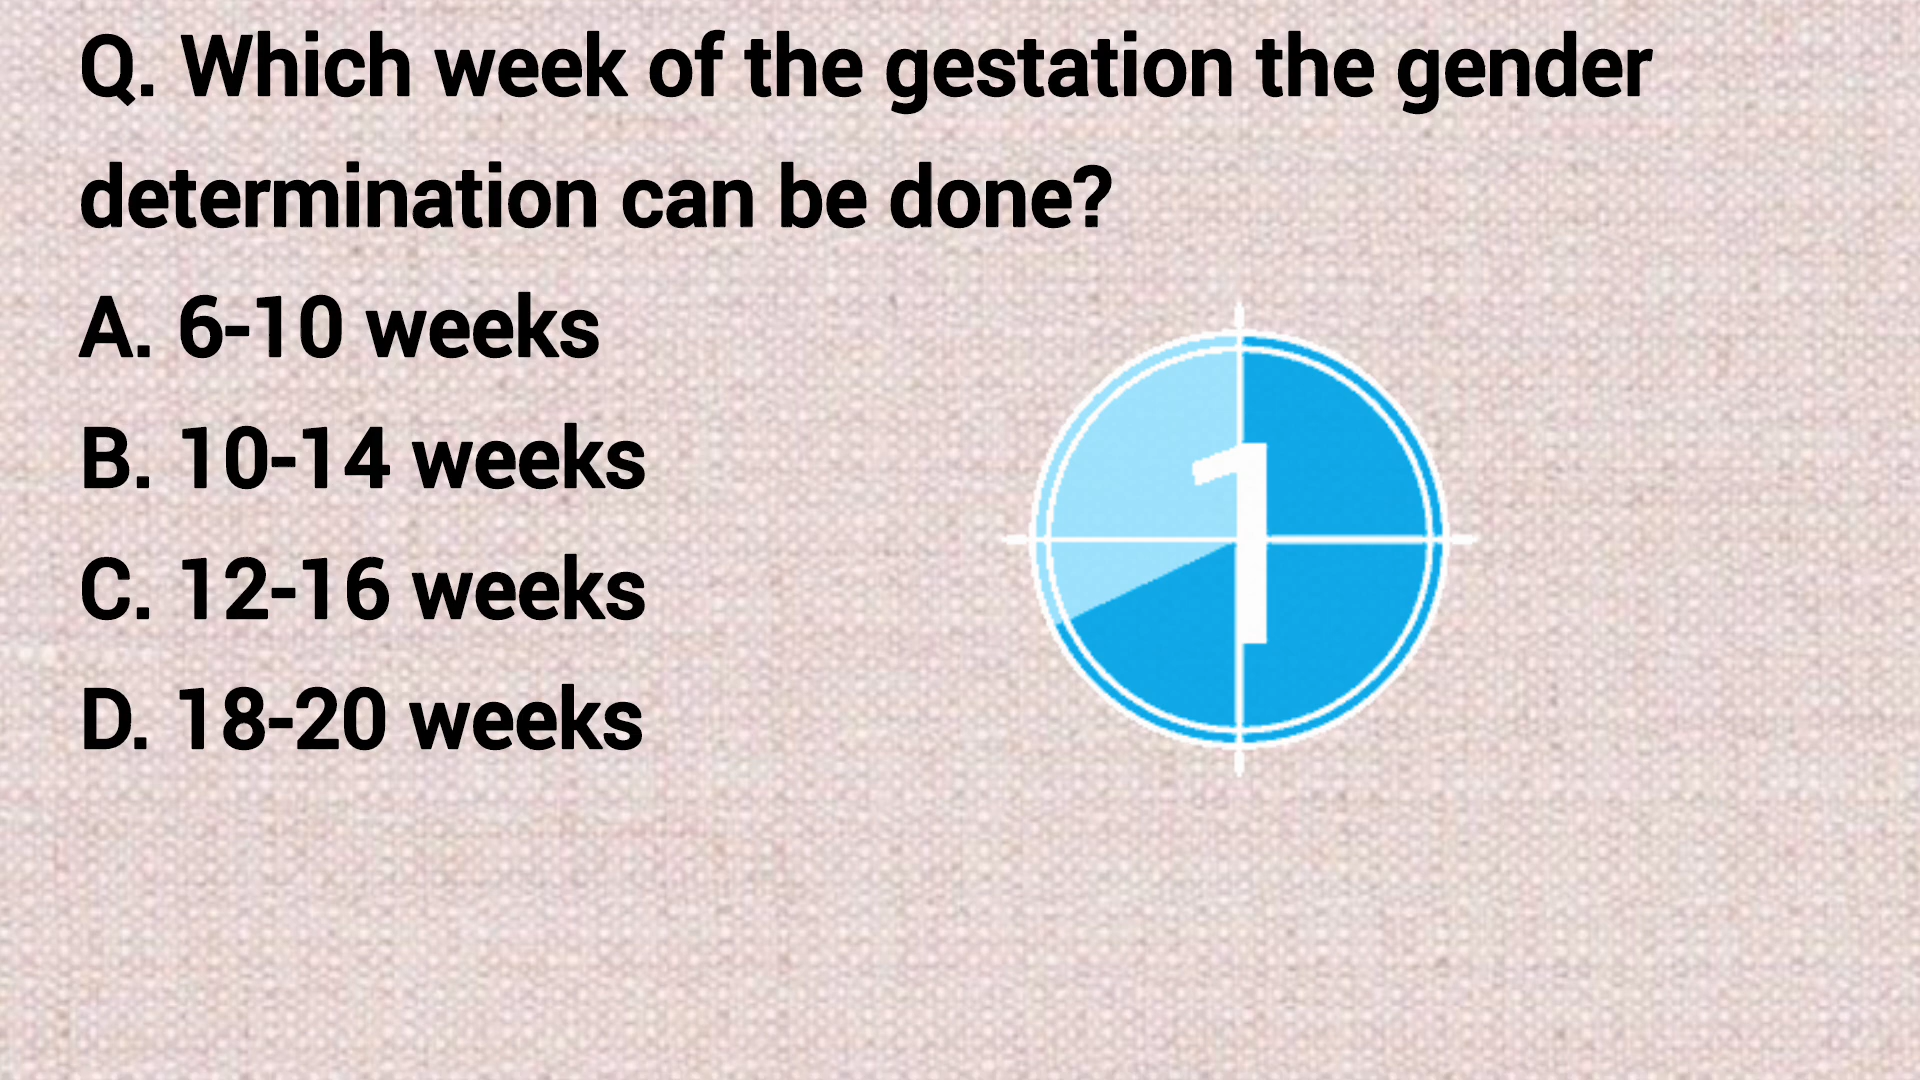 Q. Which week of the gestation the gender
determination can be done?
A. 6-10 weeks
B. 10-14 weeks
C. 12-16 weeks
D. 18-20 weeks
1